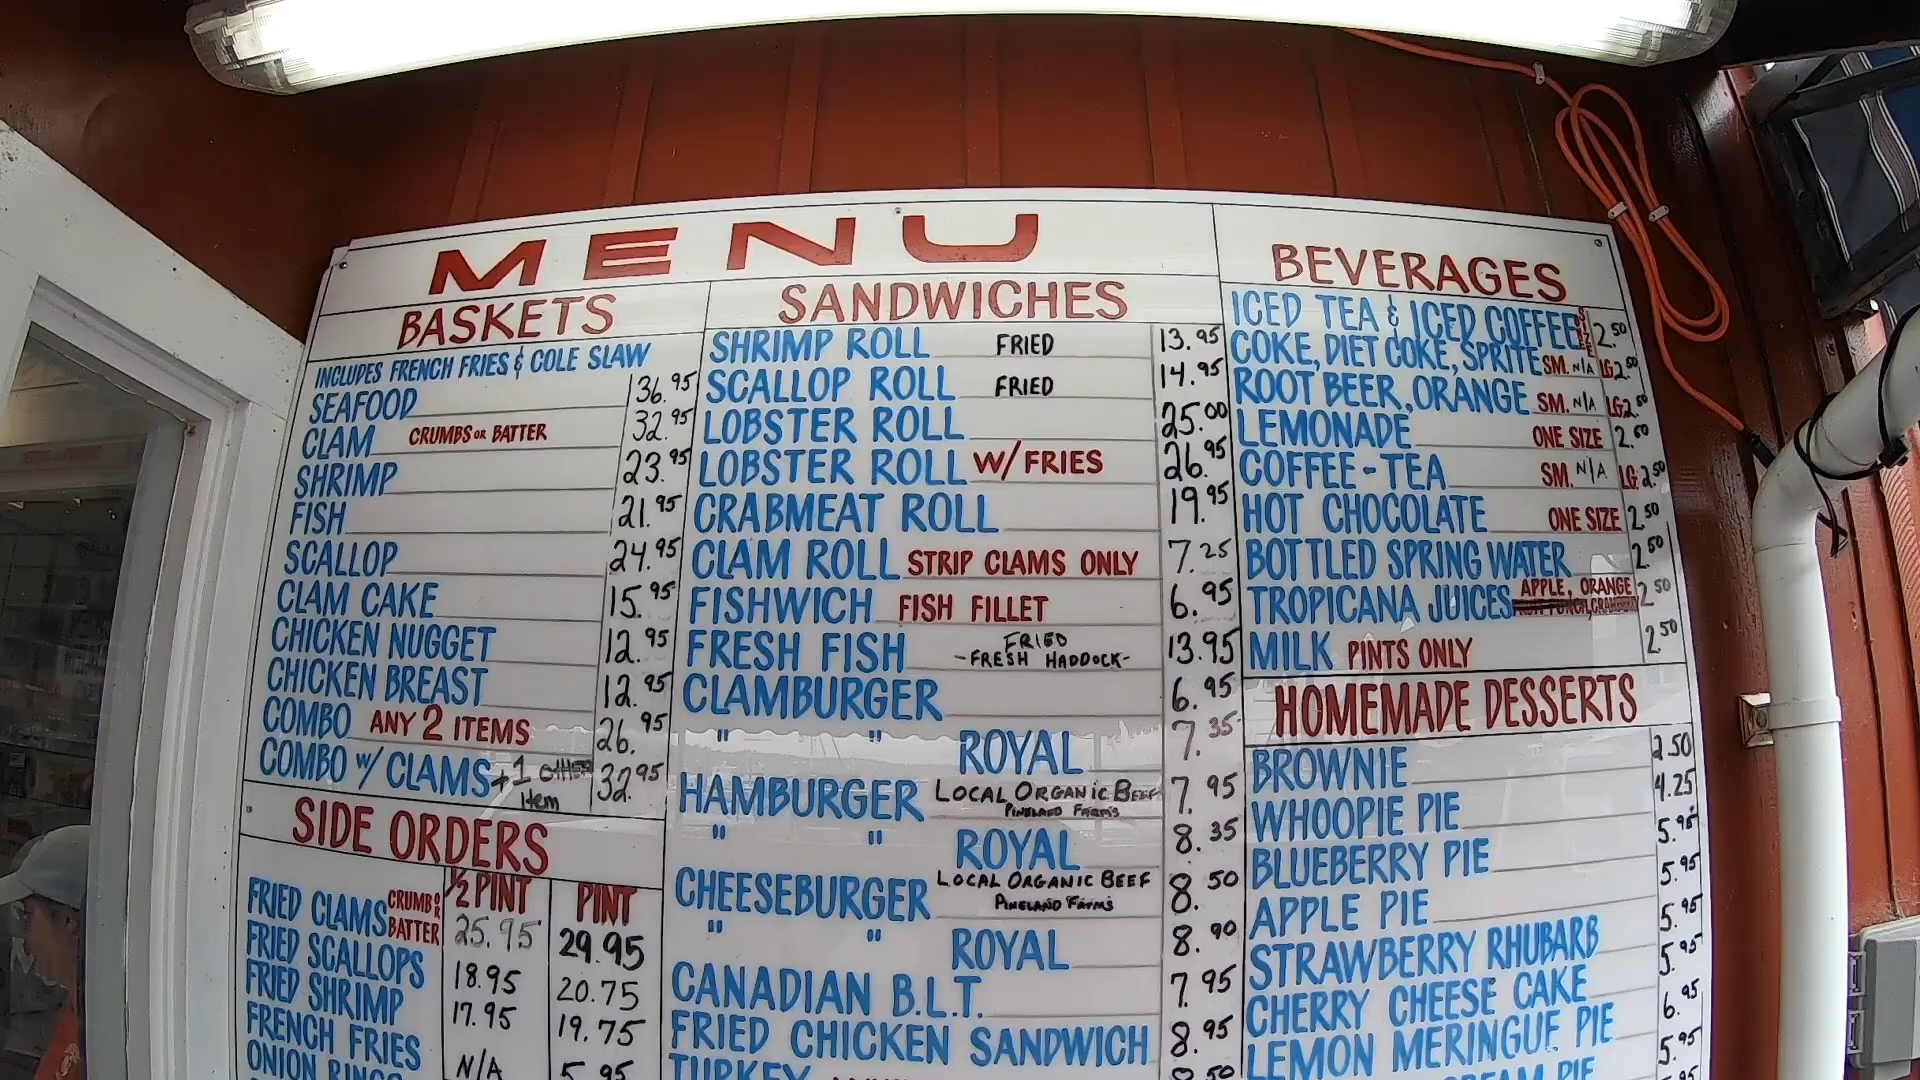 MENU
BASKETS
INCLUDES FRENCH FRIES & COLE SLAW
SEAFOOD 36.95
CLAM CRUMBS OR BATTER 32.95
SHRIMP 23.95
FISH 21.95
SCALLOP 24.95
CLAM CAKE 15.95
CHICKEN NUGGET 12.95
CHICKEN BREAST 12.95
COMBO ANY 2 ITEMS 26.95
COMBO W/ CLAMS + 1 OTHER Item 32.95
SIDE ORDERS
1/2 PINT PINT
FRIED CLAMS CRUMB OR BATTER 25.95 29.95
FRIED SCALLOPS 18.95 20.75
FRIED SHRIMP 17.95 19.75
FRENCH FRIES N/A 5.95
ONION RINGS
SANDWICHES
SHRIMP ROLL FRIED 13.95
SCALLOP ROLL FRIED 14.95
LOBSTER ROLL 25.00
LOBSTER ROLL W/ FRIES 26.95
CRABMEAT ROLL 19.95
CLAM ROLL STRIP CLAMS ONLY 7.25
FISHWICH FISH FILLET 6.95
FRESH FISH FRIED -FRESH HADDOCK- 13.95
CLAMBURGER 6.95
" " ROYAL 7.35
HAMBURGER LOCAL ORGANIC BEEF PINELAND FARMS 7.95
" " ROYAL 8.35
CHEESEBURGER LOCAL ORGANIC BEEF PINELAND FARMS 8.50
" " ROYAL 8.90
CANADIAN B.L.T. 7.95
FRIED CHICKEN SANDWICH 8.95
TURKEY
BEVERAGES
ICED TEA & ICED COFFEE 2.50
COKE, DIET COKE, SPRITE SM. N/A LG 2.50
ROOT BEER, ORANGE SM. N/A LG 2.50
LEMONADE ONE SIZE 2.50
COFFEE-TEA SM. N/A LG 2.50
HOT CHOCOLATE ONE SIZE 2.50
BOTTLED SPRING WATER 2.50
TROPICANA JUICES APPLE, ORANGE 2.50
MILK PINTS ONLY 2.50
HOMEMADE DESSERTS
BROWNIE 2.50
WHOOPIE PIE 4.25
BLUEBERRY PIE 5.95
APPLE PIE 5.95
STRAWBERRY RHUBARB 5.95
CHERRY CHEESE CAKE 5.95
LEMON MERINGUE PIE 6.95
CREAM PIE 5.95